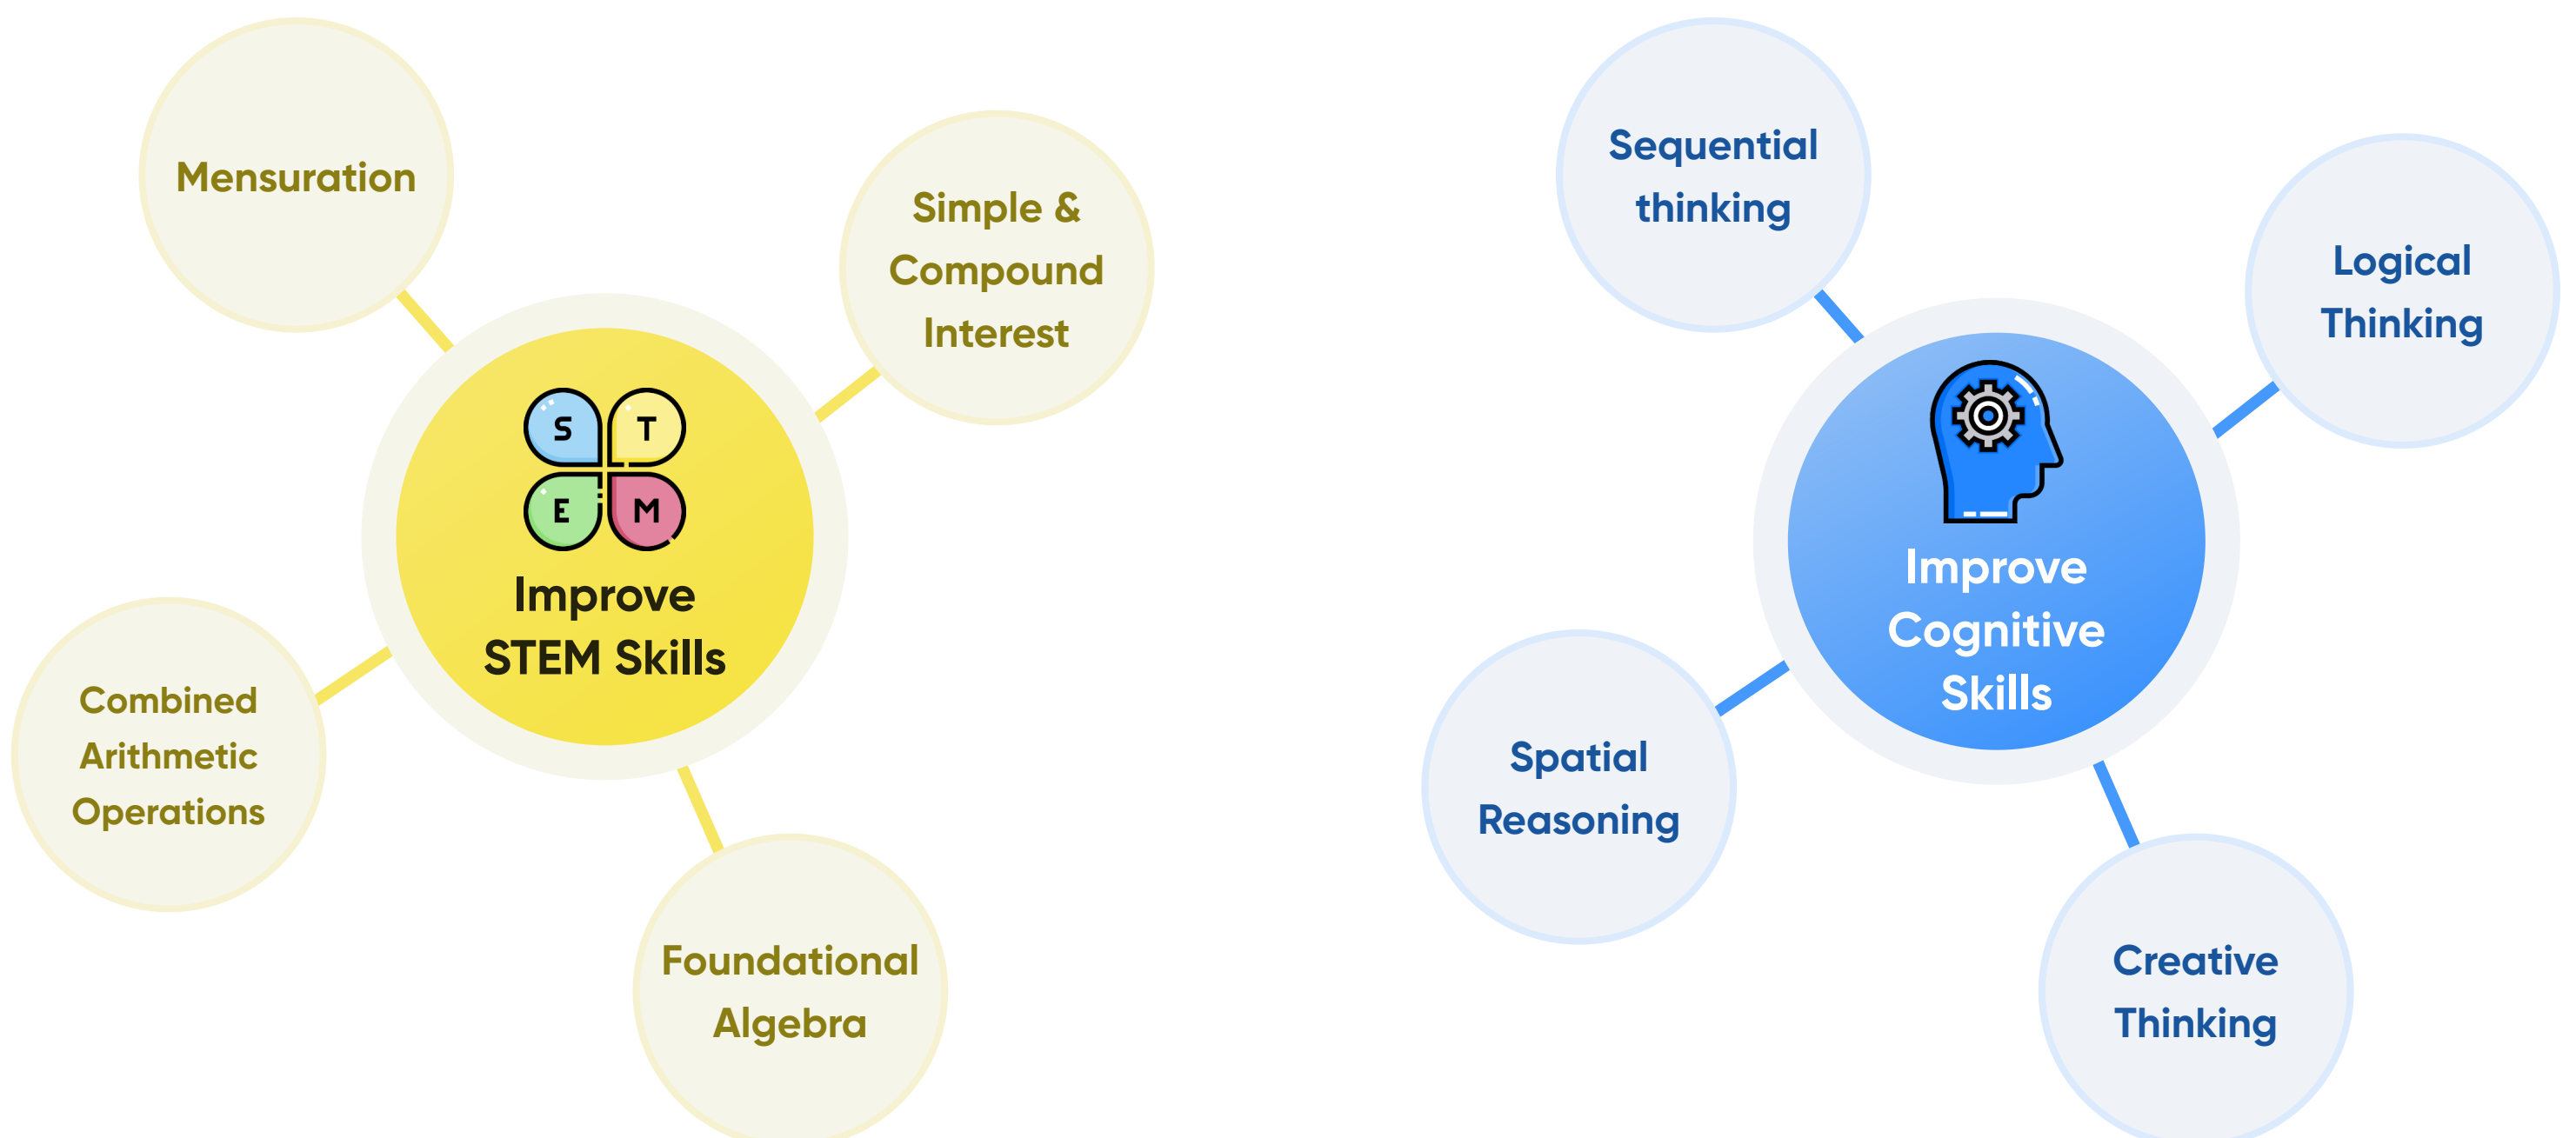 Mensuration
Simple &
Compound
Interest
S T
E M
Improve
STEM Skills
Combined
Arithmetic
Operations
Foundational
Algebra
Sequential
thinking
Logical
Thinking
Improve
Cognitive
Skills
Spatial
Reasoning
Creative
Thinking